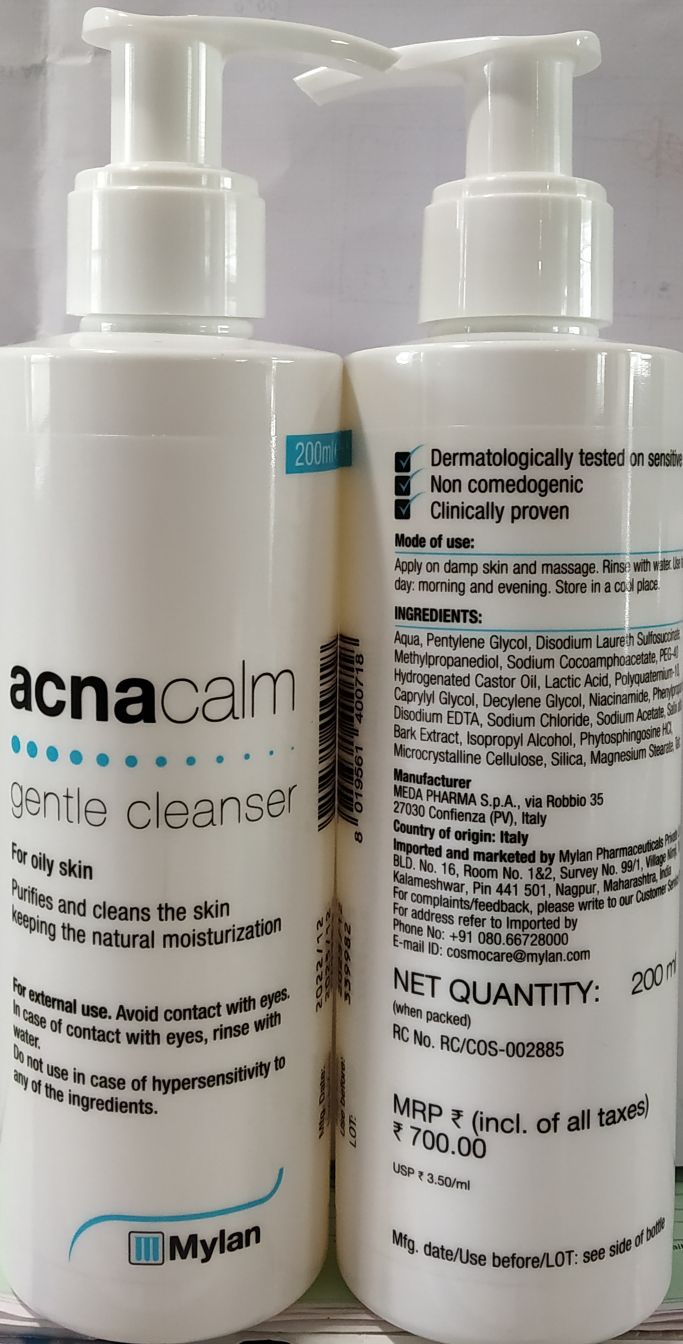 200ml
acnacalm
gentle cleanser
For oily skin
Purifies and cleans the skin
keeping the natural moisturization
For external use. Avoid contact with eyes.
In case of contact with eyes, rinse with
water.
Do not use in case of hypersensitivity to
any of the ingredients.
Mylan
8 019561 400718
2022/12
339982
Mfg. Date:
Use before:
LOT:
Dermatologically tested on sensitive
Non comedogenic
Clinically proven
Mode of use:
Apply on damp skin and massage. Rinse with water. Use
day: morning and evening. Store in a cool place.
INGREDIENTS:
Aqua, Pentylene Glycol, Disodium Laureth Sulfosuccinate,
Methylpropanediol, Sodium Cocoamphoacetate, PEG-40
Hydrogenated Castor Oil, Lactic Acid, Polyquaternium-10,
Caprylyl Glycol, Decylene Glycol, Niacinamide,
Disodium EDTA, Sodium Chloride, Sodium Acetate,
Bark Extract, Isopropyl Alcohol, Phytosphingosine HCl,
Microcrystalline Cellulose, Silica, Magnesium Stearate,
Manufacturer
MEDA PHARMA S.p.A., via Robbio 35
27030 Confienza (PV), Italy
Country of origin: Italy
Imported and marketed by Mylan Pharmaceuticals Private
BLD. No. 16, Room No. 1&2, Survey No. 99/1, Village
Kalameshwar, Pin 441 501, Nagpur, Maharashtra, India
For complaints/feedback, please write to our Customer
For address refer to Imported by
Phone No: +91 080.66728000
E-mail ID: cosmocare@mylan.com
NET QUANTITY: 200 ml
(when packed)
RC No. RC/COS-002885
MRP ₹ (incl. of all taxes)
₹ 700.00
USP ₹ 3.50/ml
Mfg. date/Use before/LOT: see side of bottle